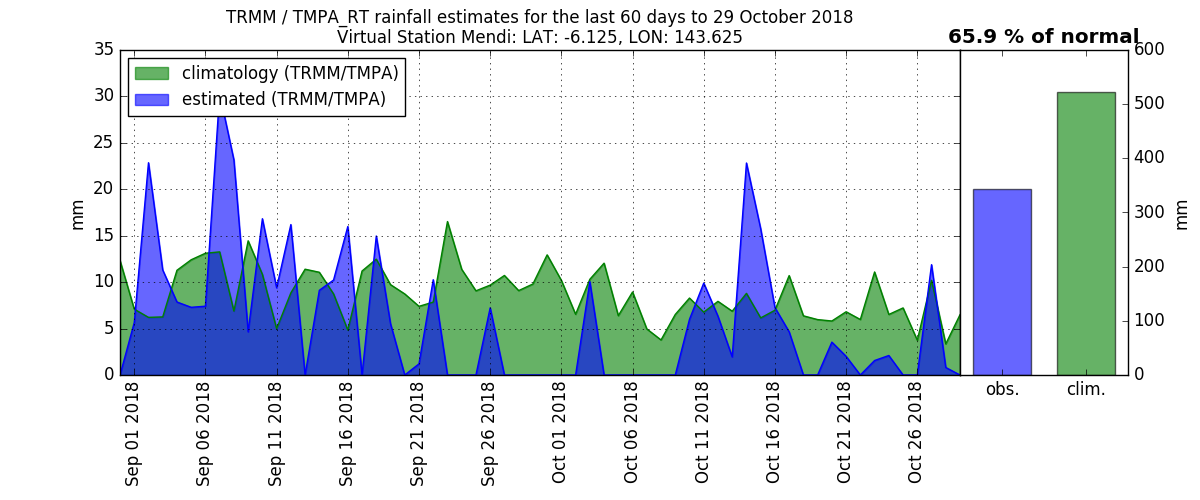 TRMM / TMPA_RT rainfall estimates for the last 60 days to 29 October 2018
Virtual Station Mendi: LAT: -6.125, LON: 143.625
65.9 % of normal
climatology (TRMM/TMPA)
estimated (TRMM/TMPA)
35
30
25
20
15
10
5
0
mm
Sep 01 2018
Sep 06 2018
Sep 11 2018
Sep 16 2018
Sep 21 2018
Sep 26 2018
Oct 01 2018
Oct 06 2018
Oct 11 2018
Oct 16 2018
Oct 21 2018
Oct 26 2018
obs.
clim.
600
500
400
300
200
100
0
mm